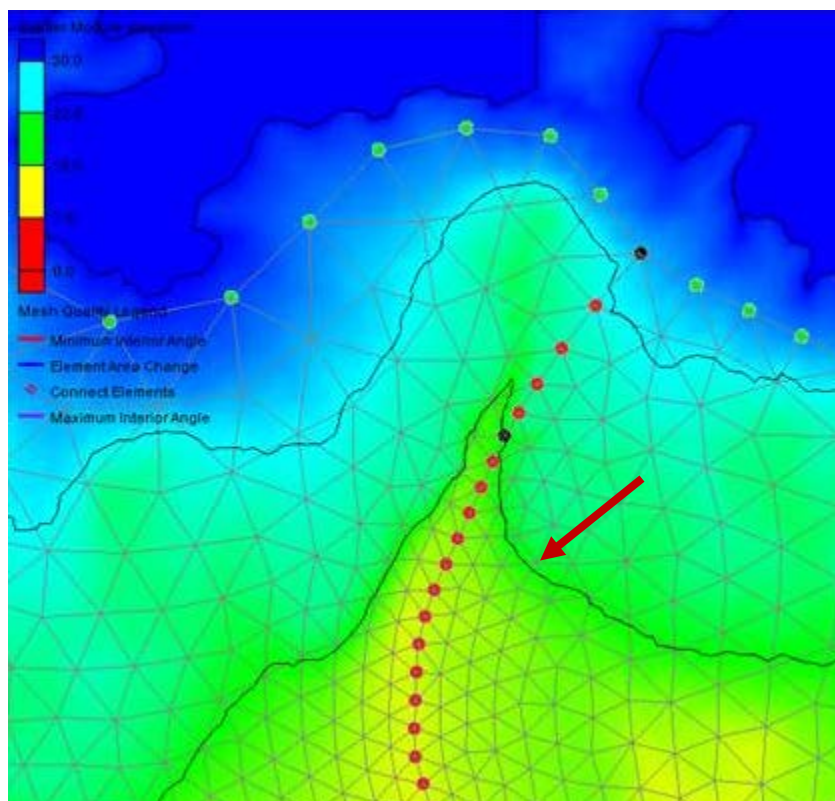 30.0
0.0
Mesh Quality Legend
Minimum Interior Angle
Element Area Change
Connect Elements
Maximum Interior Angle